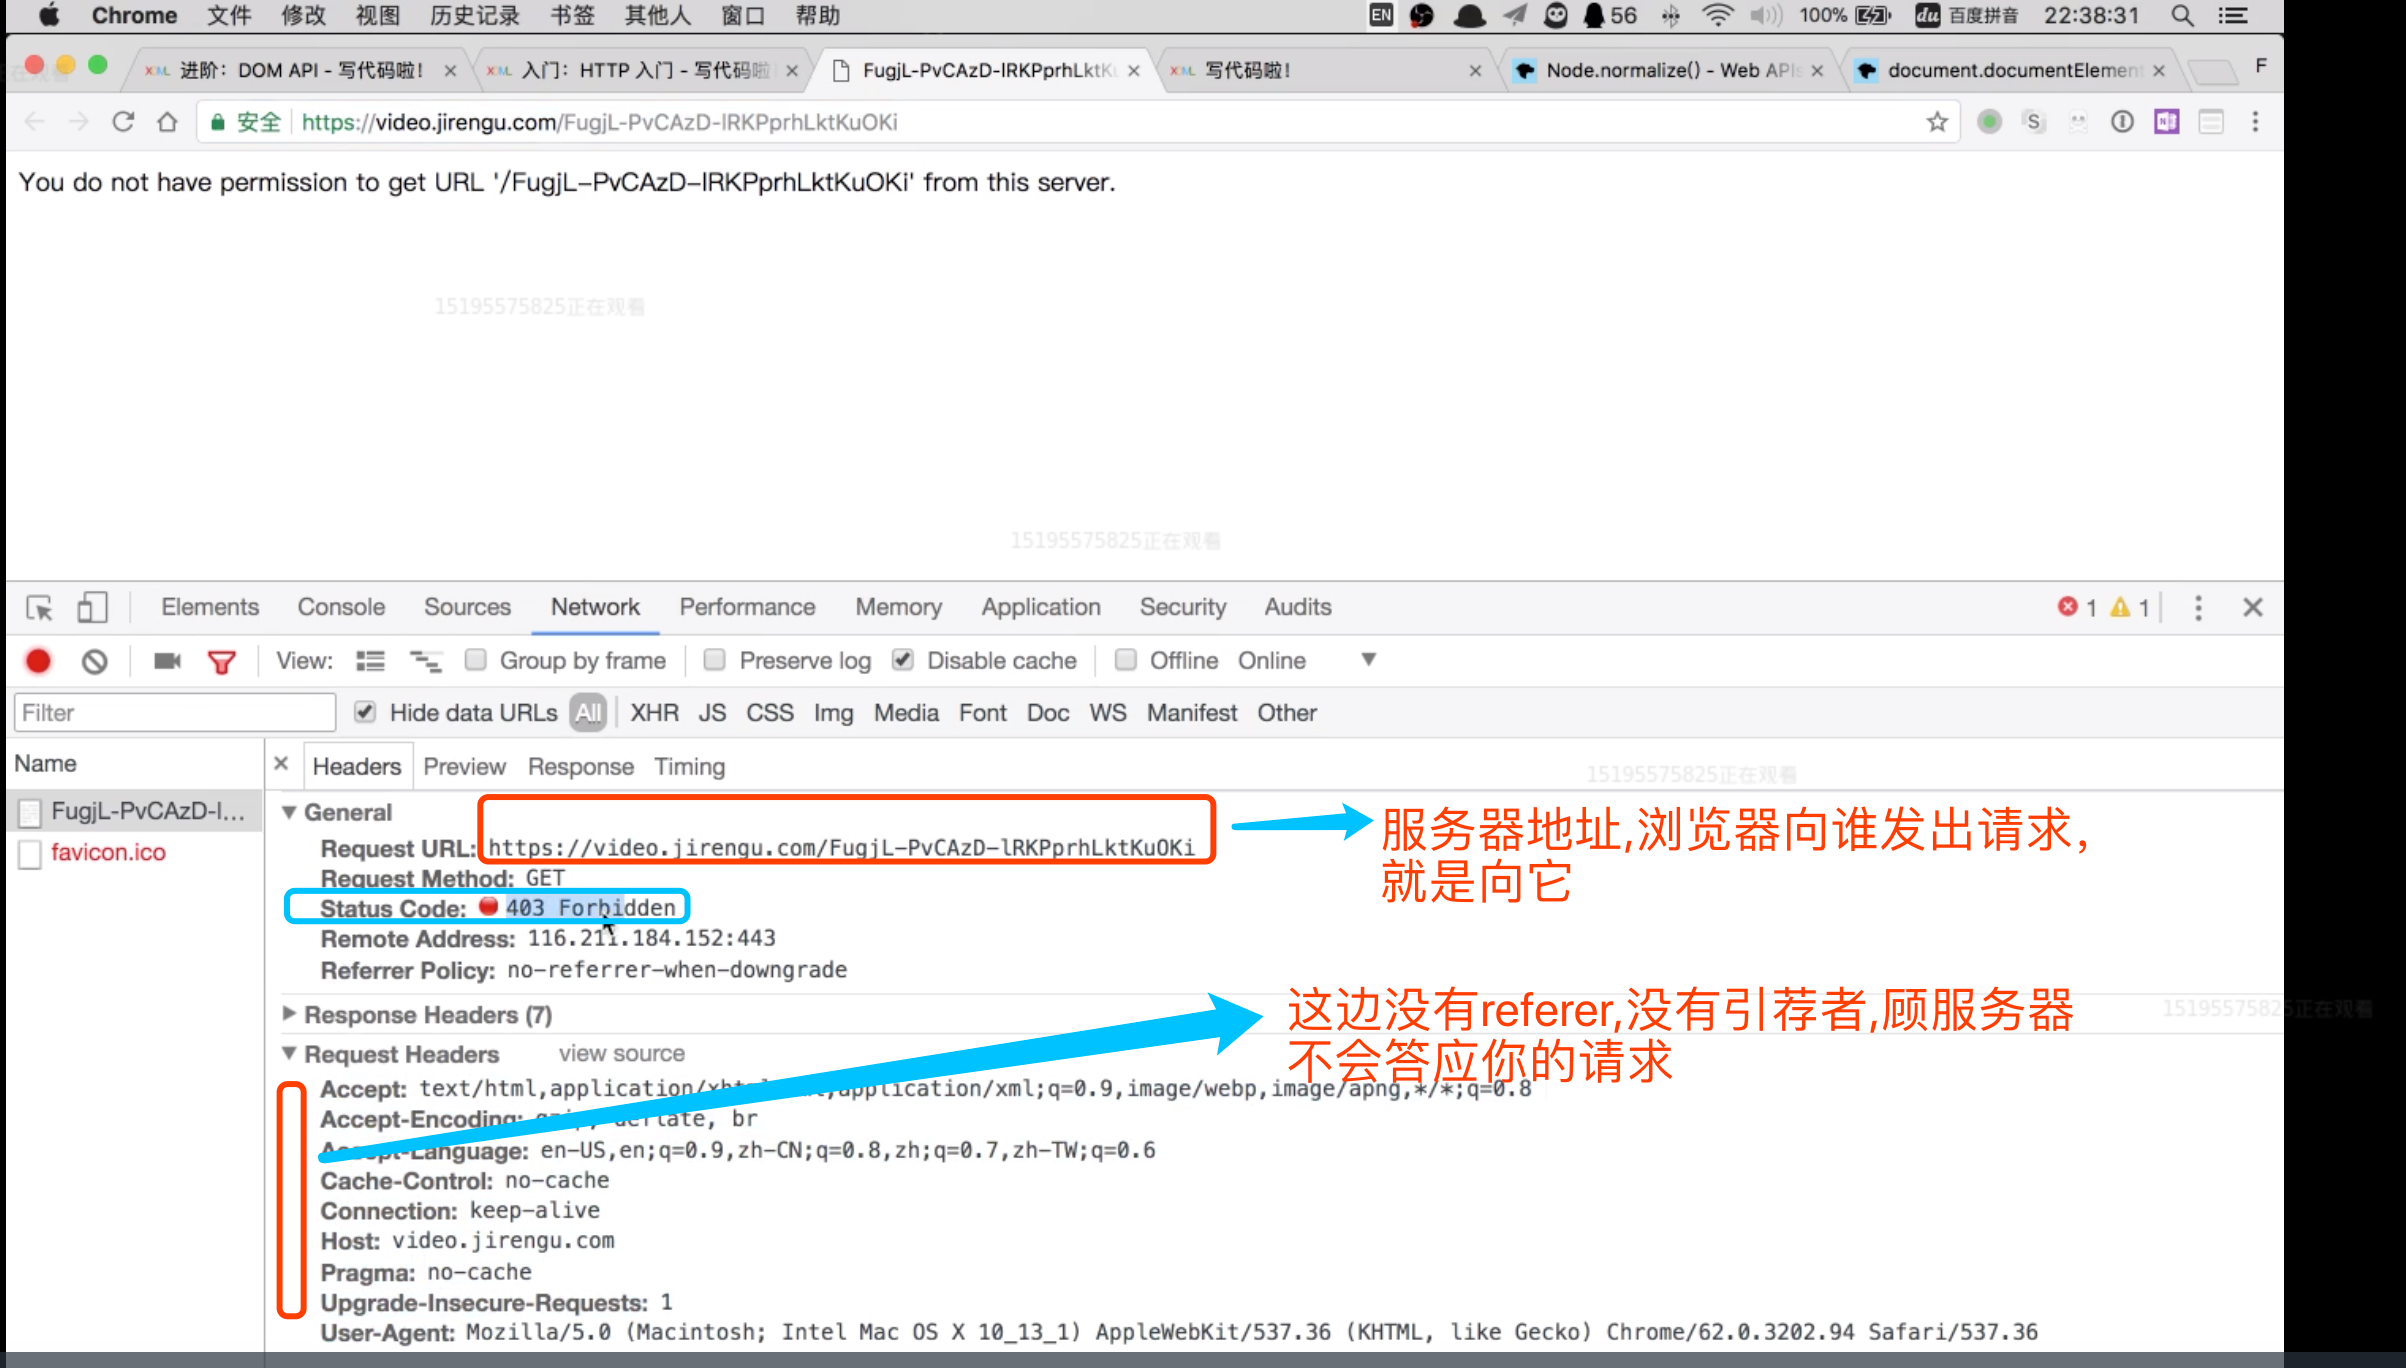 Chrome 文件 修改 视图 历史记录 书签 其他人 窗口 帮助 EN 56 100% du 百度拼音 22:38:31
进阶：DOM API - 写代码啦！ 入门：HTTP 入门 - 写代码啦 FugjL-PvCAzD-lRKPprhLktK 写代码啦！ Node.normalize() - Web APIs document.documentElement F
安全 https://video.jirengu.com/FugjL-PvCAzD-lRKPprhLktKuOKi S N
You do not have permission to get URL '/FugjL-PvCAzD-lRKPprhLktKuOKi' from this server.
15195575825正在观看
15195575825正在观看
Elements Console Sources Network Performance Memory Application Security Audits 1 1
View: Group by frame Preserve log Disable cache Offline Online
Filter Hide data URLs All XHR JS CSS Img Media Font Doc WS Manifest Other
Name Headers Preview Response Timing
15195575825正在观看
FugjL-PvCAzD-l...
favicon.ico
General
Request URL: https://video.jirengu.com/FugjL-PvCAzD-lRKPprhLktKuOKi
服务器地址,浏览器向谁发出请求，
就是向它
Request Method: GET
Status Code: 403 Forbidden
Remote Address: 116.211.184.152:443
Referrer Policy: no-referrer-when-downgrade
Response Headers (7)
这边没有referer,没有引荐者,顾服务器
不会答应你的请求
15195575825正在观看
Request Headers view source
Accept: text/html,application/xhtml+xml,application/xml;q=0.9,image/webp,image/apng,*/*;q=0.8
Accept-Encoding: gzip, deflate, br
Accept-Language: en-US,en;q=0.9,zh-CN;q=0.8,zh;q=0.7,zh-TW;q=0.6
Cache-Control: no-cache
Connection: keep-alive
Host: video.jirengu.com
Pragma: no-cache
Upgrade-Insecure-Requests: 1
User-Agent: Mozilla/5.0 (Macintosh; Intel Mac OS X 10_13_1) AppleWebKit/537.36 (KHTML, like Gecko) Chrome/62.0.3202.94 Safari/537.36